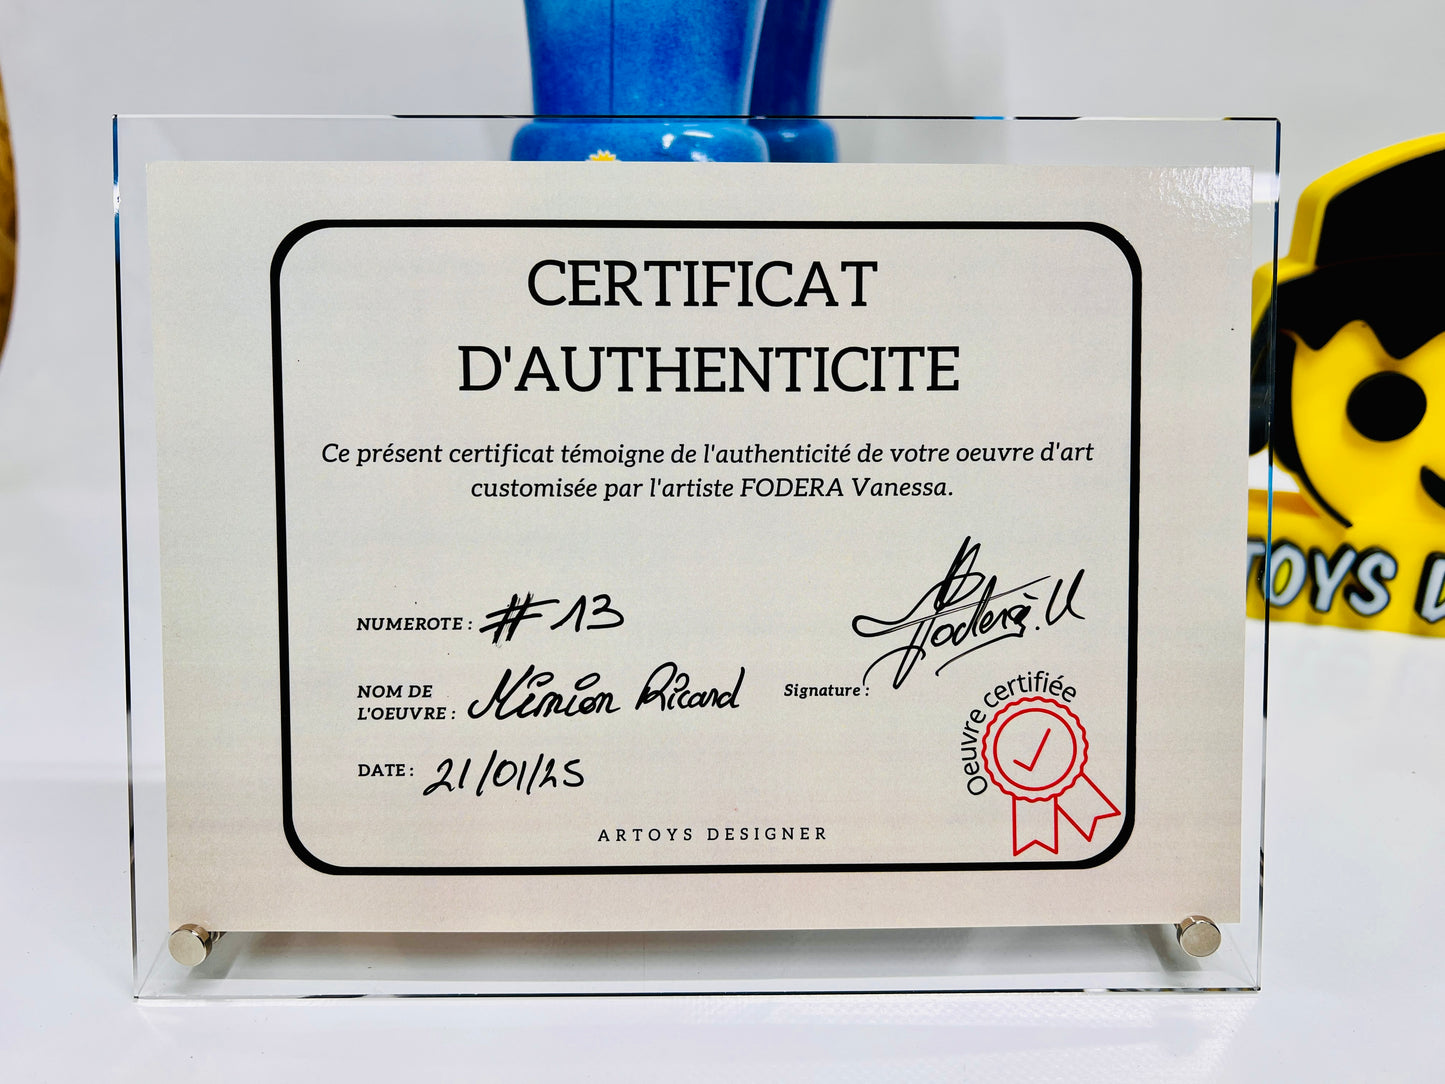 CERTIFICAT
D'AUTHENTICITE
Ce présent certificat témoigne de l'authenticité de votre oeuvre d'art
customisée par l'artiste FODERA Vanessa.
NUMEROTE : #13
NOM DE
L'OEUVRE : Minion Ricard
Signature : Fodera.V
DATE : 21/01/25
Oeuvre certifiée
ARTOYS DESIGNER
TOYS D